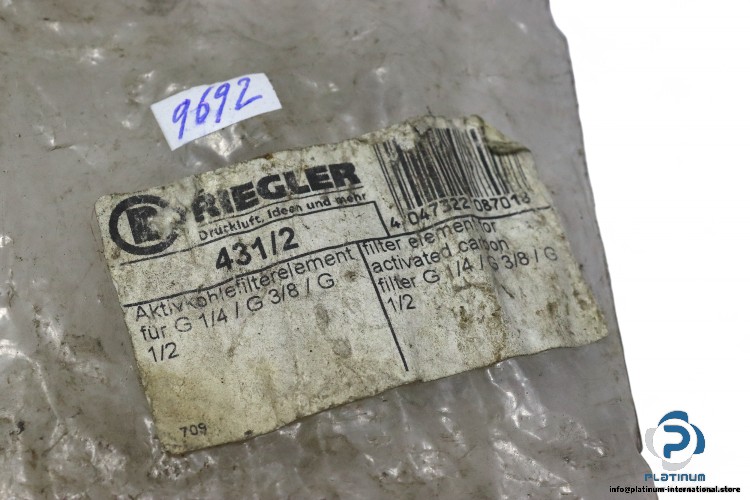 9692
RIEGLER
Druckluft, Ideen und mehr
4 047322 087018
431/2
Aktivkohlefilterelement
für G 1/4 / G 3/8 / G
1/2
filter element for
activated carbon
filter G 1/4 / G 3/8 / G
1/2
709
PLATINUM
INTERNATIONAL
info@platinum-international.store